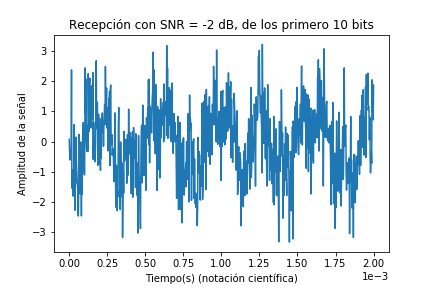 Recepción con SNR = -2 dB, de los primero 10 bits
Amplitud de la señal
3
2
1
0
−1
−2
−3
0.00 0.25 0.50 0.75 1.00 1.25 1.50 1.75 2.00
1e−3
Tiempo(s) (notación científica)